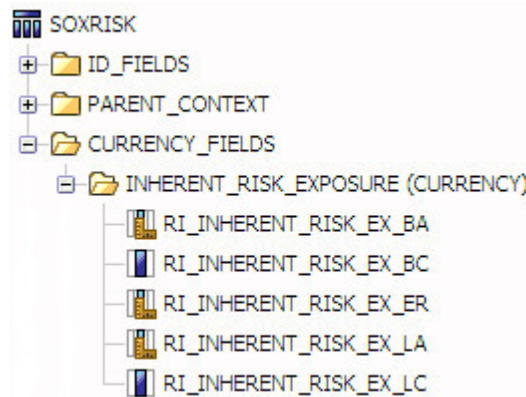 SOXRISK
ID_FIELDS
PARENT_CONTEXT
CURRENCY_FIELDS
INHERENT_RISK_EXPOSURE (CURRENCY)
RI_INHERENT_RISK_EX_BA
RI_INHERENT_RISK_EX_BC
RI_INHERENT_RISK_EX_ER
RI_INHERENT_RISK_EX_LA
RI_INHERENT_RISK_EX_LC